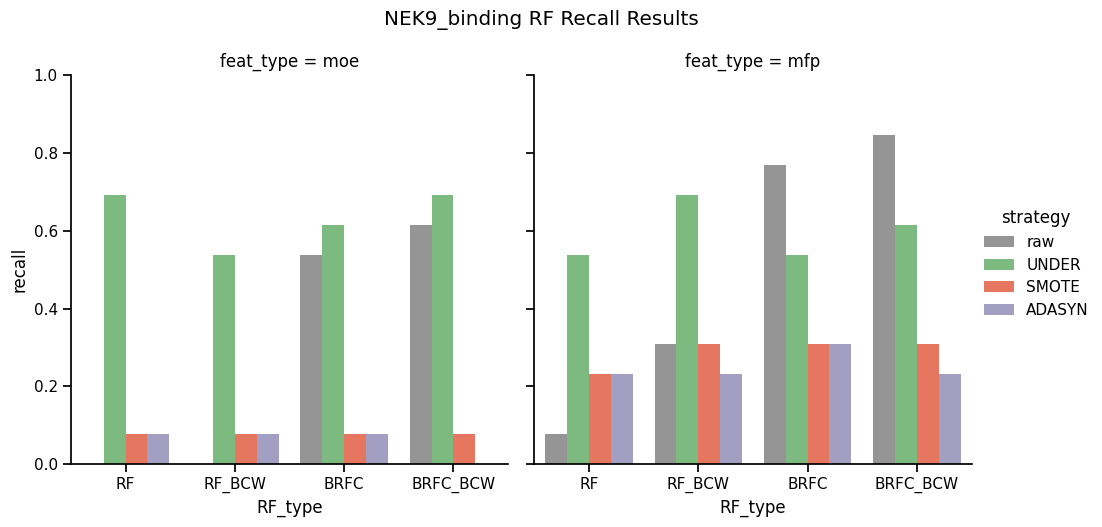 NEK9_binding RF Recall Results
feat_type = moe
feat_type = mfp
1.0
0.8
0.6
0.4
0.2
0.0
recall
RF
RF_BCW
BRFC
BRFC_BCW
RF_type
RF
RF_BCW
BRFC
BRFC_BCW
RF_type
strategy
raw
UNDER
SMOTE
ADASYN